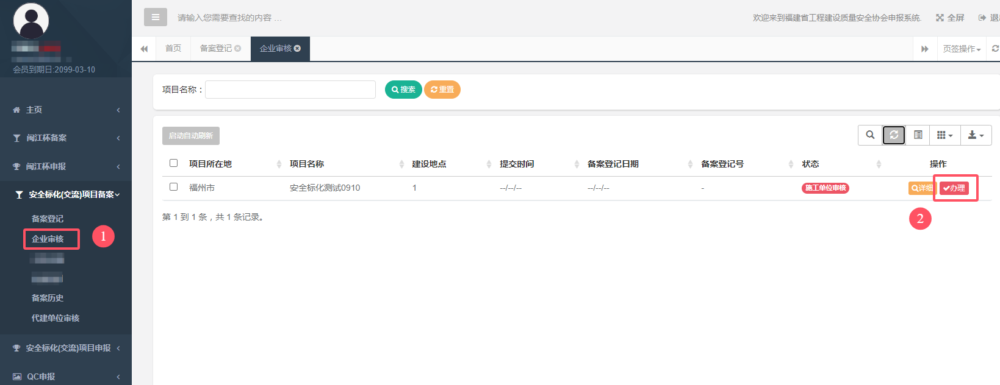 请输入您需要查找的内容 …
欢迎来到福建省工程建设质量安全协会申报系统.
全屏
会员到期日:2099-03-10
首页
备案登记
企业审核
页签操作
项目名称：
搜索
重置
主页
闽江杯备案
闽江杯申报
安全标化(交流)项目备案
备案登记
企业审核
1
备案历史
代建单位审核
安全标化(交流)项目申报
QC申报
启动自动刷新
项目所在地 项目名称 建设地点 提交时间 备案登记日期 备案登记号 状态 操作
福州市 安全标化测试0910 1 --/--/-- --/--/-- - 施工单位审核 详细 办理
第 1 到 1 条，共 1 条记录。
2